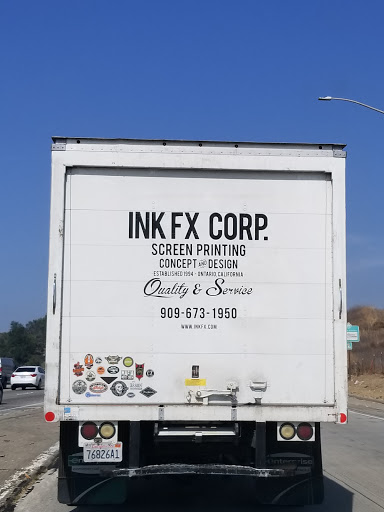 INK FX CORP.
SCREEN PRINTING
CONCEPT AND DESIGN
ESTABLISHED 1994 - ONTARIO, CALIFORNIA
Quality & Service
909-673-1950
WWW.INKFX.COM
76826A1